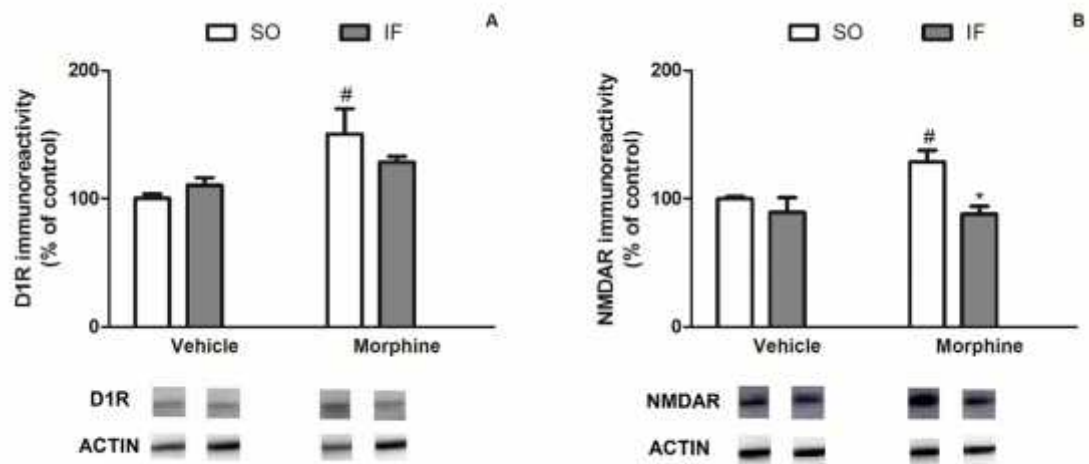 A
SO IF
D1R immunoreactivity
(% of control)
200
100
0
#
Vehicle Morphine
D1R
ACTIN
B
SO IF
NMDAR immunoreactivity
(% of control)
200
100
0
#
*
Vehicle Morphine
NMDAR
ACTIN